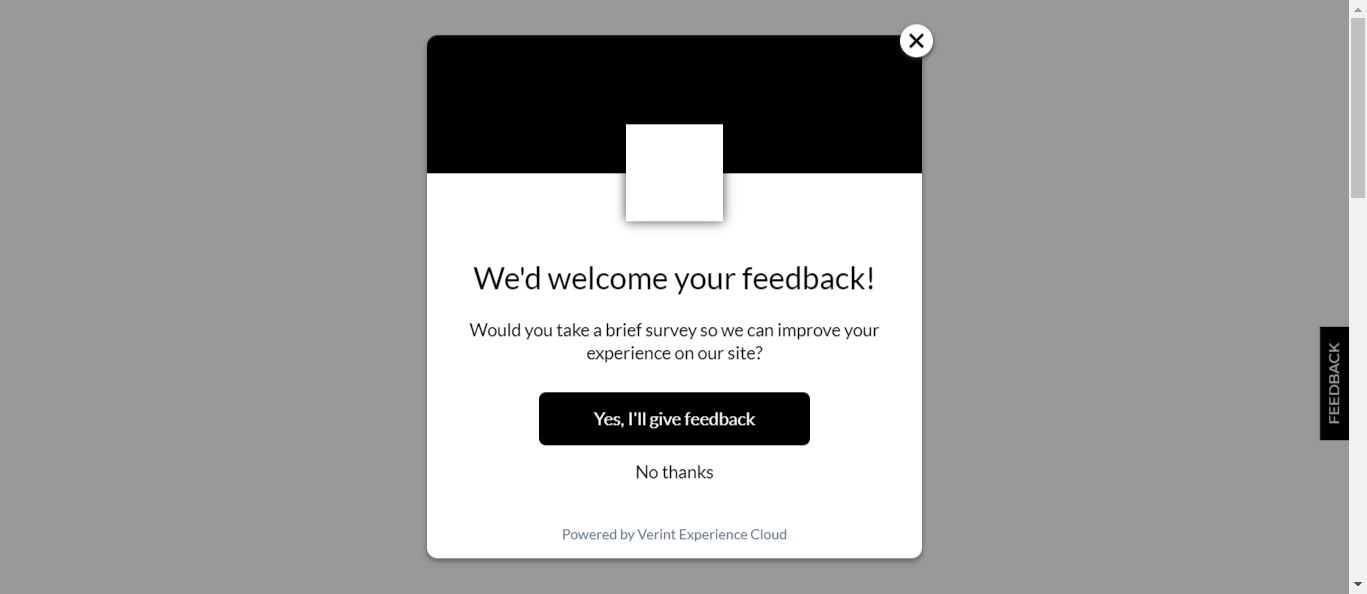 We'd welcome your feedback!
Would you take a brief survey so we can improve your
experience on our site?
Yes, I'll give feedback
No thanks
Powered by Verint Experience Cloud
FEEDBACK